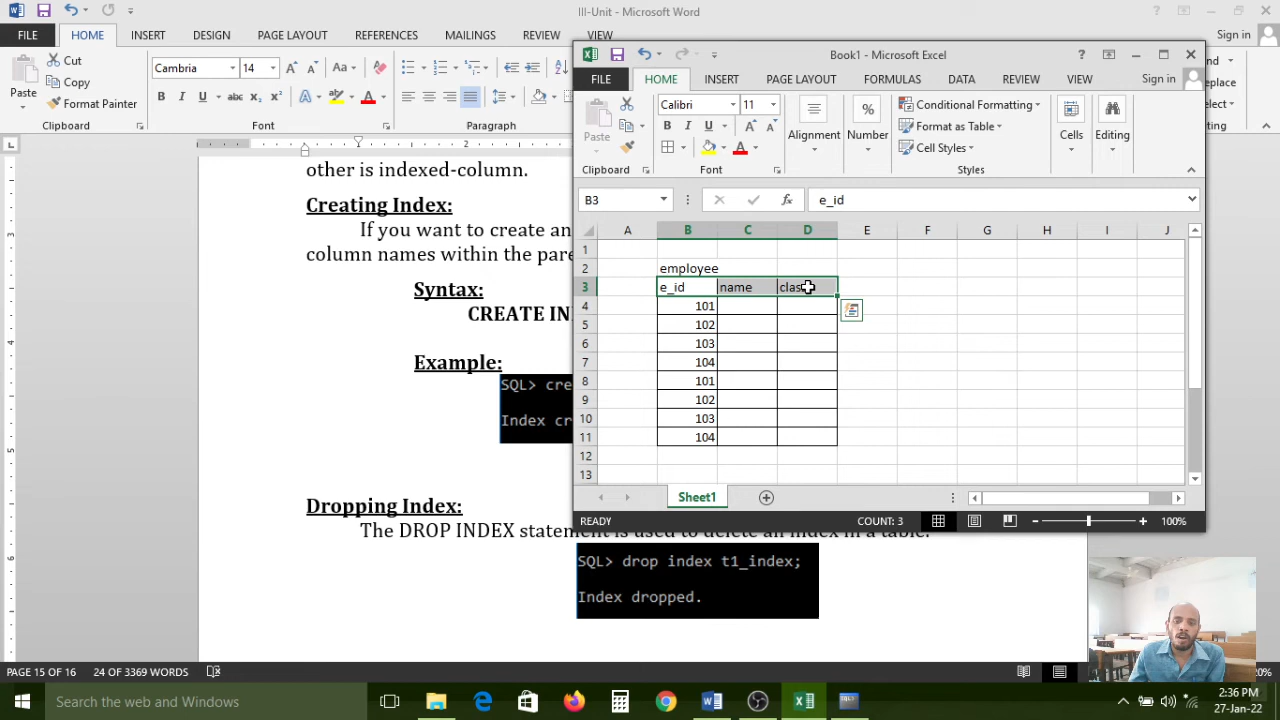 III-Unit - Microsoft Word
FILE HOME INSERT DESIGN PAGE LAYOUT REFERENCES MAILINGS REVIEW VIEW Sign in
Cut
Copy
Format Painter
Paste
Clipboard
Cambria 14
Font
Paragraph
other is indexed-column.
Creating Index:
If you want to create an
column names within the pare
Syntax:
CREATE IN
Example:
SQL> cre
Index cr
Dropping Index:
The DROP INDEX statement is used to delete an index in a table.
SQL> drop index t1_index;
Index dropped.
Book1 - Microsoft Excel
FILE HOME INSERT PAGE LAYOUT FORMULAS DATA REVIEW VIEW Sign in
Paste
Clipboard
Calibri 11
Font
Alignment
Number
Conditional Formatting
Format as Table
Cell Styles
Styles
Cells
Editing
B3 e_id
A B C D E F G H I J
1
2 employee
3 e_id name clas
4 101
5 102
6 103
7 104
8 101
9 102
10 103
11 104
12
13
Sheet1
READY COUNT: 3 100%
PAGE 15 OF 16 24 OF 3369 WORDS
Search the web and Windows
2:36 PM
27-Jan-22